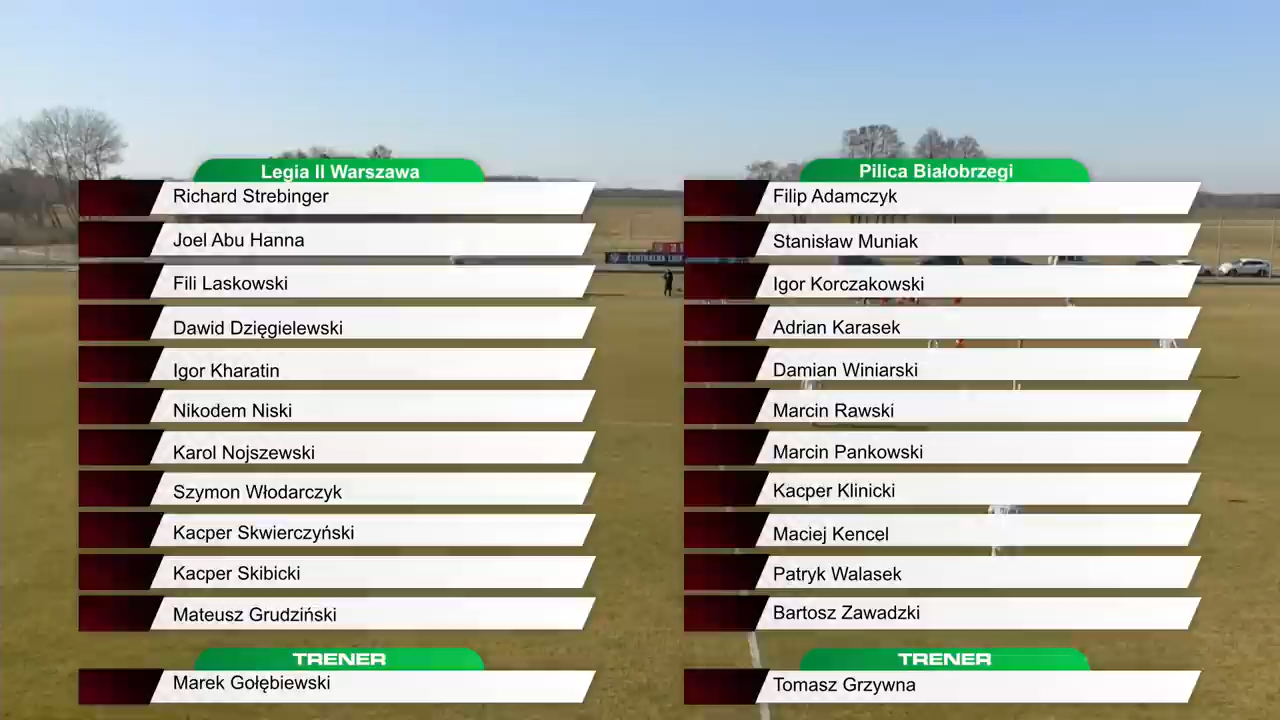 Legia II Warszawa
Richard Strebinger
Joel Abu Hanna
Fili Laskowski
Dawid Dzięgielewski
Igor Kharatin
Nikodem Niski
Karol Nojszewski
Szymon Włodarczyk
Kacper Skwierczyński
Kacper Skibicki
Mateusz Grudziński
TRENER
Marek Gołębiewski
Pilica Białobrzegi
Filip Adamczyk
Stanisław Muniak
Igor Korczakowski
Adrian Karasek
Damian Winiarski
Marcin Rawski
Marcin Pankowski
Kacper Klinicki
Maciej Kencel
Patryk Walasek
Bartosz Zawadzki
TRENER
Tomasz Grzywna